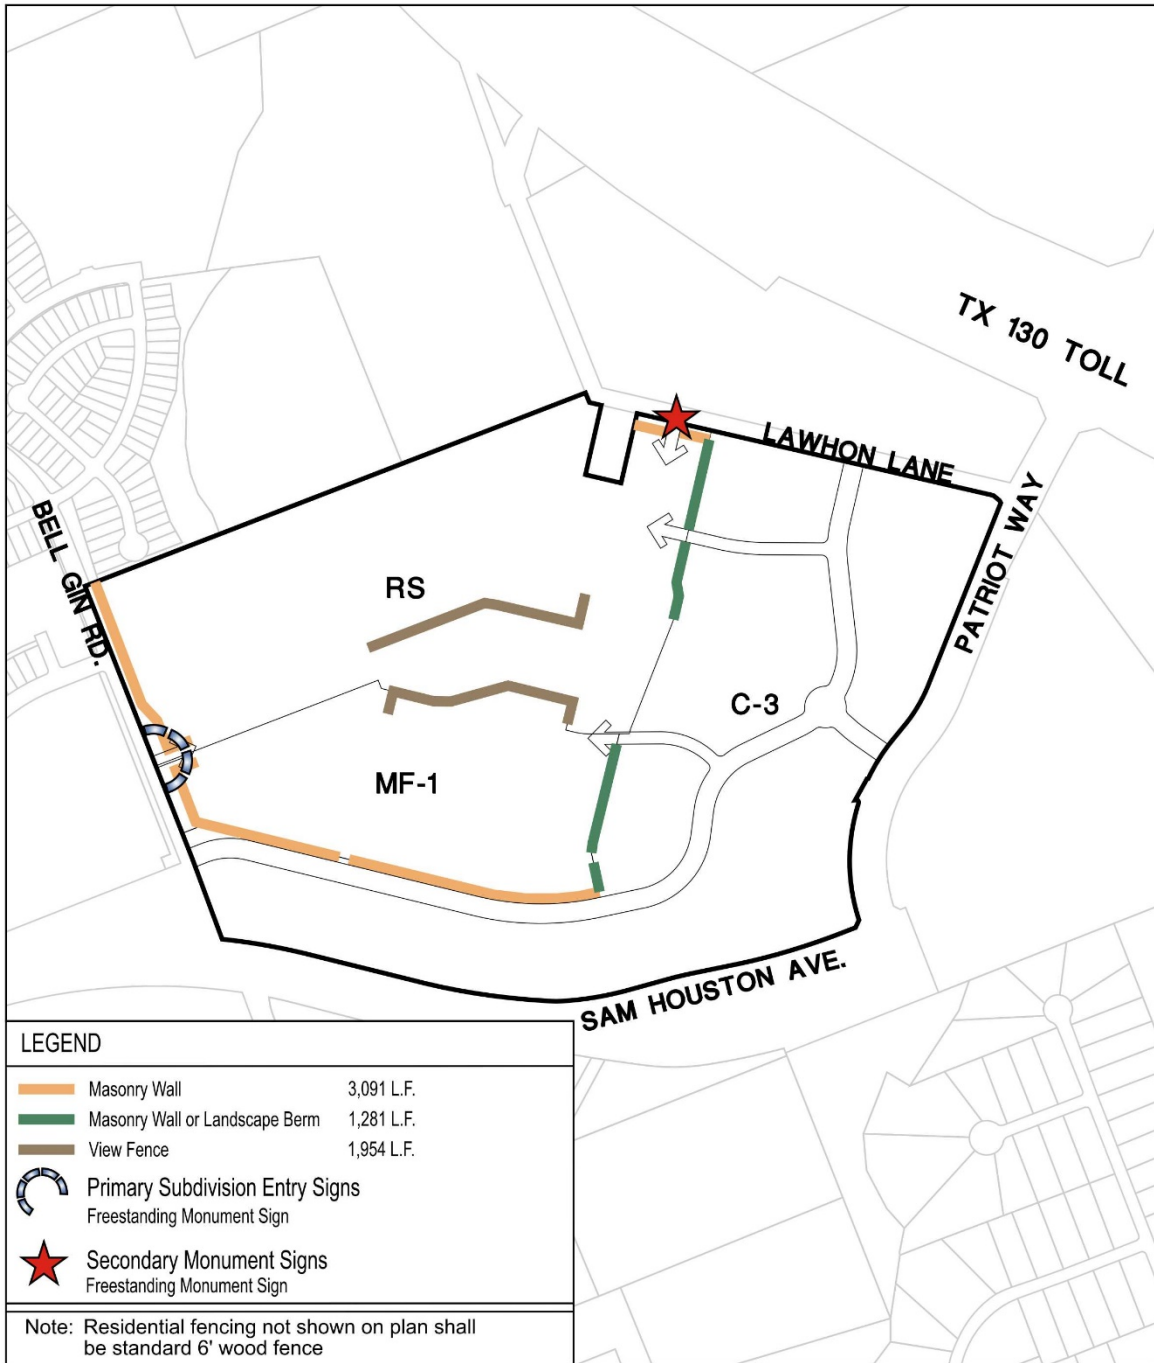 TX 130 TOLL
LAWHON LANE
PATRIOT WAY
BELL GIN RD.
RS
C-3
MF-1
SAM HOUSTON AVE.
LEGEND
Masonry Wall 3,091 L.F.
Masonry Wall or Landscape Berm 1,281 L.F.
View Fence 1,954 L.F.
Primary Subdivision Entry Signs
Freestanding Monument Sign
Secondary Monument Signs
Freestanding Monument Sign
Note: Residential fencing not shown on plan shall
be standard 6' wood fence